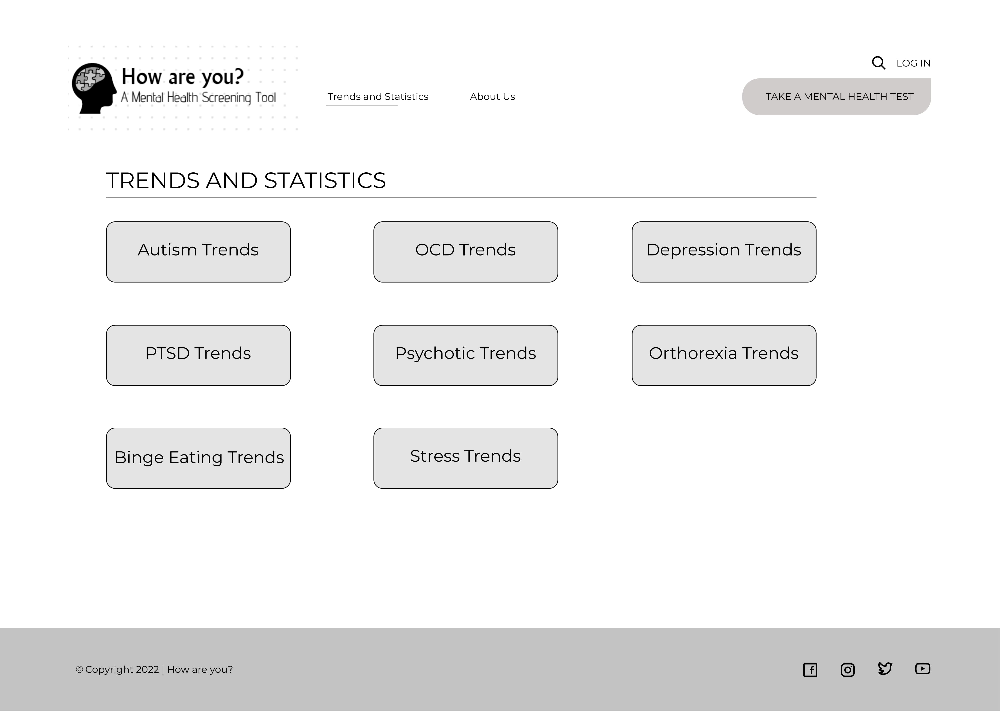 How are you?
A Mental Health Screening Tool
Trends and Statistics
About Us
LOG IN
TAKE A MENTAL HEALTH TEST
TRENDS AND STATISTICS
Autism Trends
OCD Trends
Depression Trends
PTSD Trends
Psychotic Trends
Orthorexia Trends
Binge Eating Trends
Stress Trends
© Copyright 2022 | How are you?